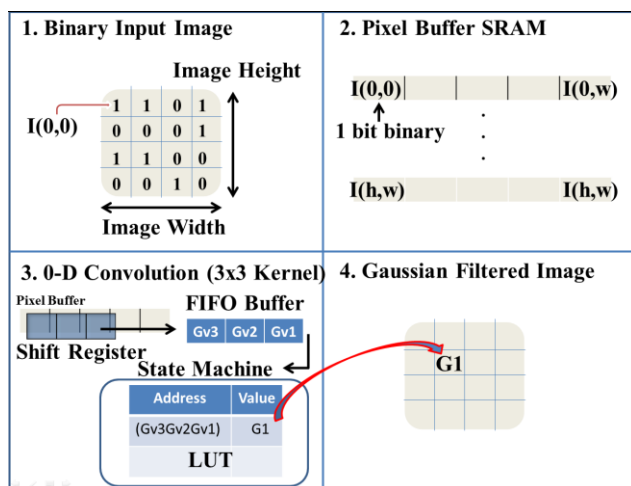 1. Binary Input Image
Image Height
I(0,0)
1 1 0 1
0 0 0 1
1 1 0 0
0 0 1 0
Image Width
2. Pixel Buffer SRAM
I(0,0) I(0,w)
1 bit binary
I(h,w) I(h,w)
3. 0-D Convolution (3x3 Kernel)
Pixel Buffer
FIFO Buffer
Gv3 Gv2 Gv1
Shift Register
State Machine
Address Value
(Gv3Gv2Gv1) G1
LUT
4. Gaussian Filtered Image
G1